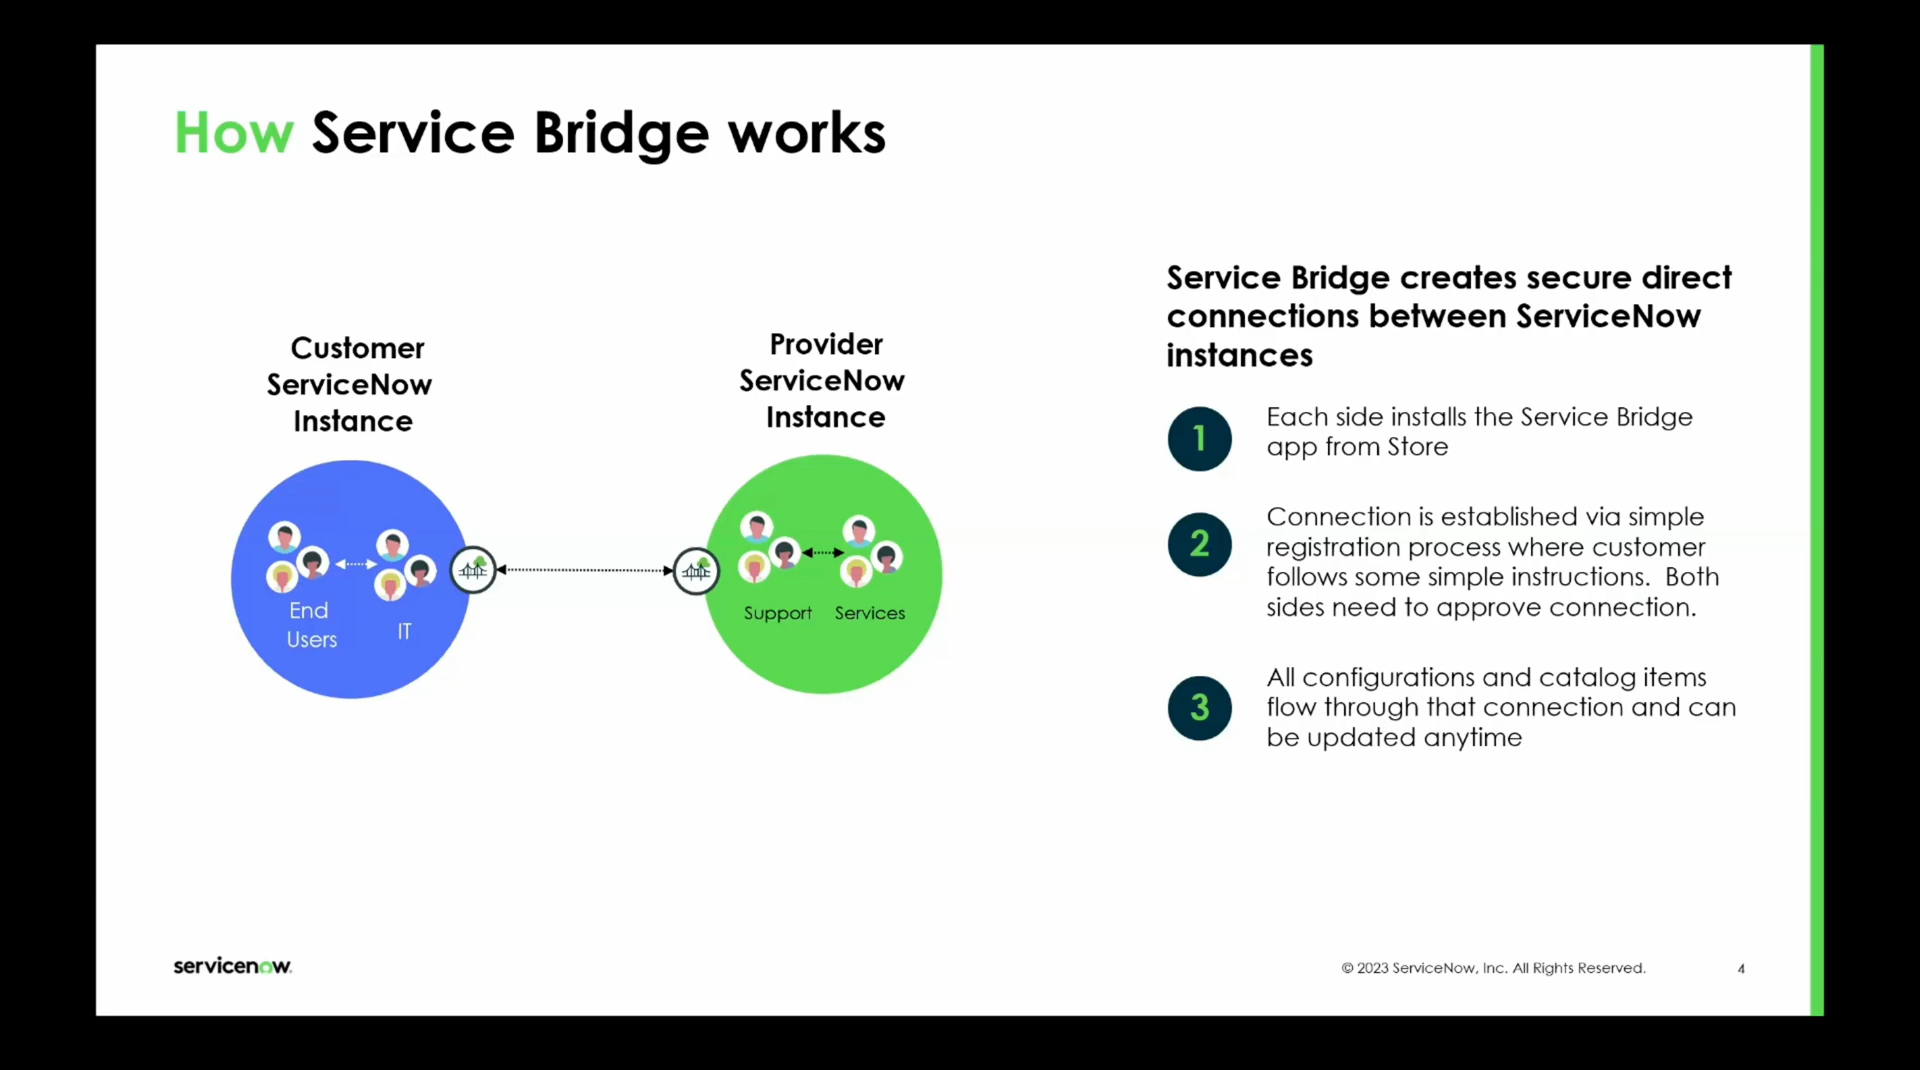 How Service Bridge works
Customer
ServiceNow
Instance
End
Users
IT
Provider
ServiceNow
Instance
Support
Services
Service Bridge creates secure direct
connections between ServiceNow
instances
1
Each side installs the Service Bridge
app from Store
2
Connection is established via simple
registration process where customer
follows some simple instructions.  Both
sides need to approve connection.
3
All configurations and catalog items
flow through that connection and can
be updated anytime
servicenow.
© 2023 ServiceNow, Inc. All Rights Reserved.
4